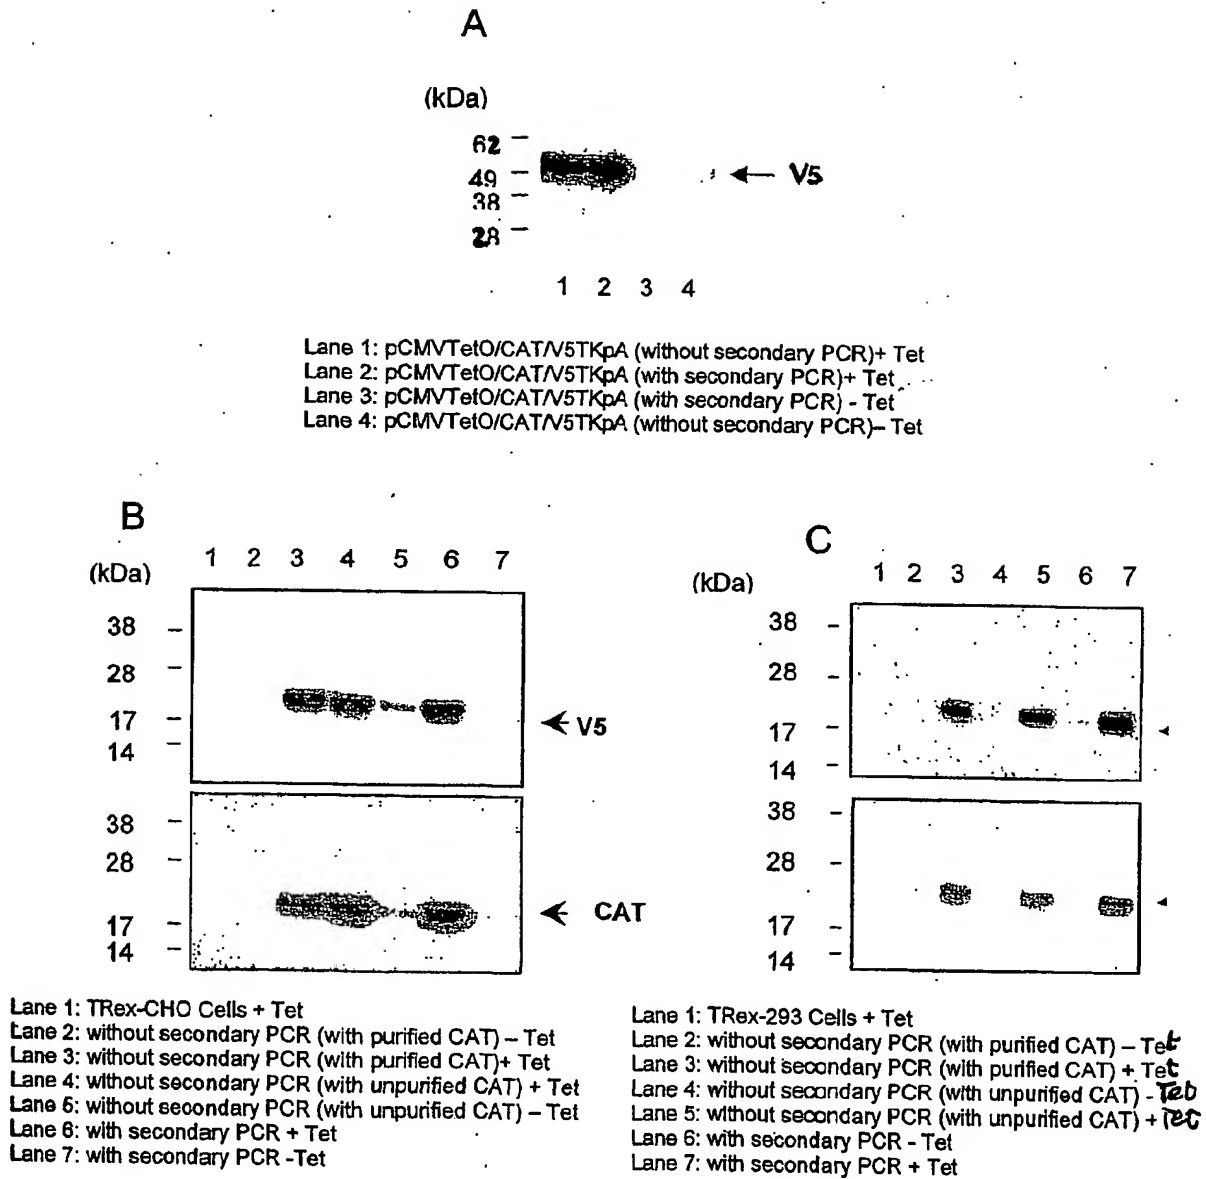 A
(kDa)
62
49
38
28
V5
1 2 3 4
Lane 1: pCMVTetO/CAT/V5TKpA (without secondary PCR)+ Tet
Lane 2: pCMVTetO/CAT/V5TKpA (with secondary PCR)+ Tet
Lane 3: pCMVTetO/CAT/V5TKpA (with secondary PCR) - Tet
Lane 4: pCMVTetO/CAT/V5TKpA (without secondary PCR)– Tet
B
1 2 3 4 5 6 7
(kDa)
38
28
17
14
V5
38
28
17
14
CAT
Lane 1: TRex-CHO Cells + Tet
Lane 2: without secondary PCR (with purified CAT) – Tet
Lane 3: without secondary PCR (with purified CAT)+ Tet
Lane 4: without secondary PCR (with unpurified CAT) + Tet
Lane 5: without secondary PCR (with unpurified CAT) – Tet
Lane 6: with secondary PCR + Tet
Lane 7: with secondary PCR -Tet
C
1 2 3 4 5 6 7
(kDa)
38
28
17
14
38
28
17
14
Lane 1: TRex-293 Cells + Tet
Lane 2: without secondary PCR (with purified CAT) – Tet
Lane 3: without secondary PCR (with purified CAT) + Tet
Lane 4: without secondary PCR (with unpurified CAT) - Tet
Lane 5: without secondary PCR (with unpurified CAT) + Tet
Lane 6: with secondary PCR - Tet
Lane 7: with secondary PCR + Tet